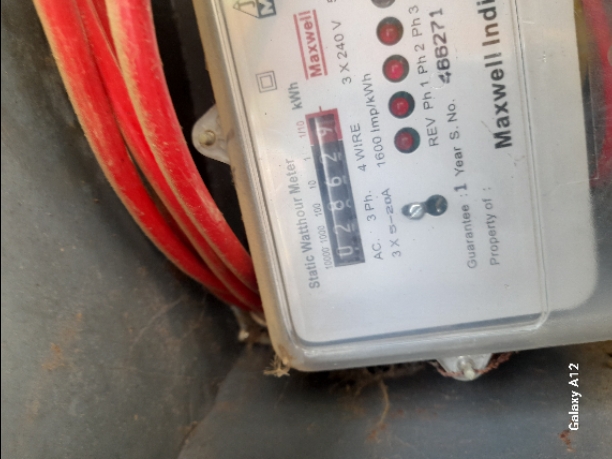 Static Watthour Meter
Maxwell
10000 1000 100 10 1 1/10 kWh
0 2 8 6 2 9
AC. 3 Ph. 4 WIRE 3 X 240 V
3 X 5-20A 1600 Imp/kWh
REV Ph 1 Ph 2 Ph 3
Guarantee : 1 Year S. No. 466271
Property of :
Maxwell Indi
Galaxy A12